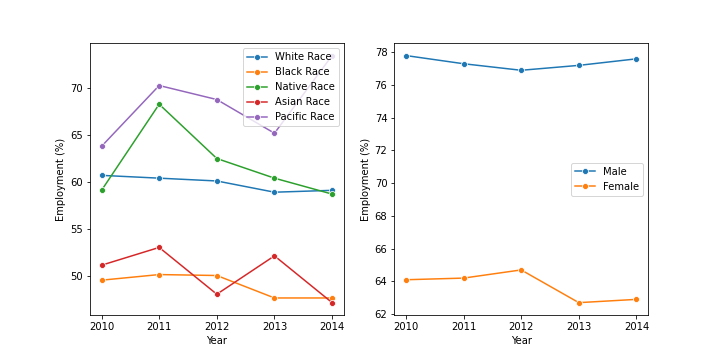 White Race
Black Race
Native Race
Asian Race
Pacific Race
70
65
60
55
50
Employment (%)
2010 2011 2012 2013 2014
Year
Male
Female
78
76
74
72
70
68
66
64
62
Employment (%)
2010 2011 2012 2013 2014
Year